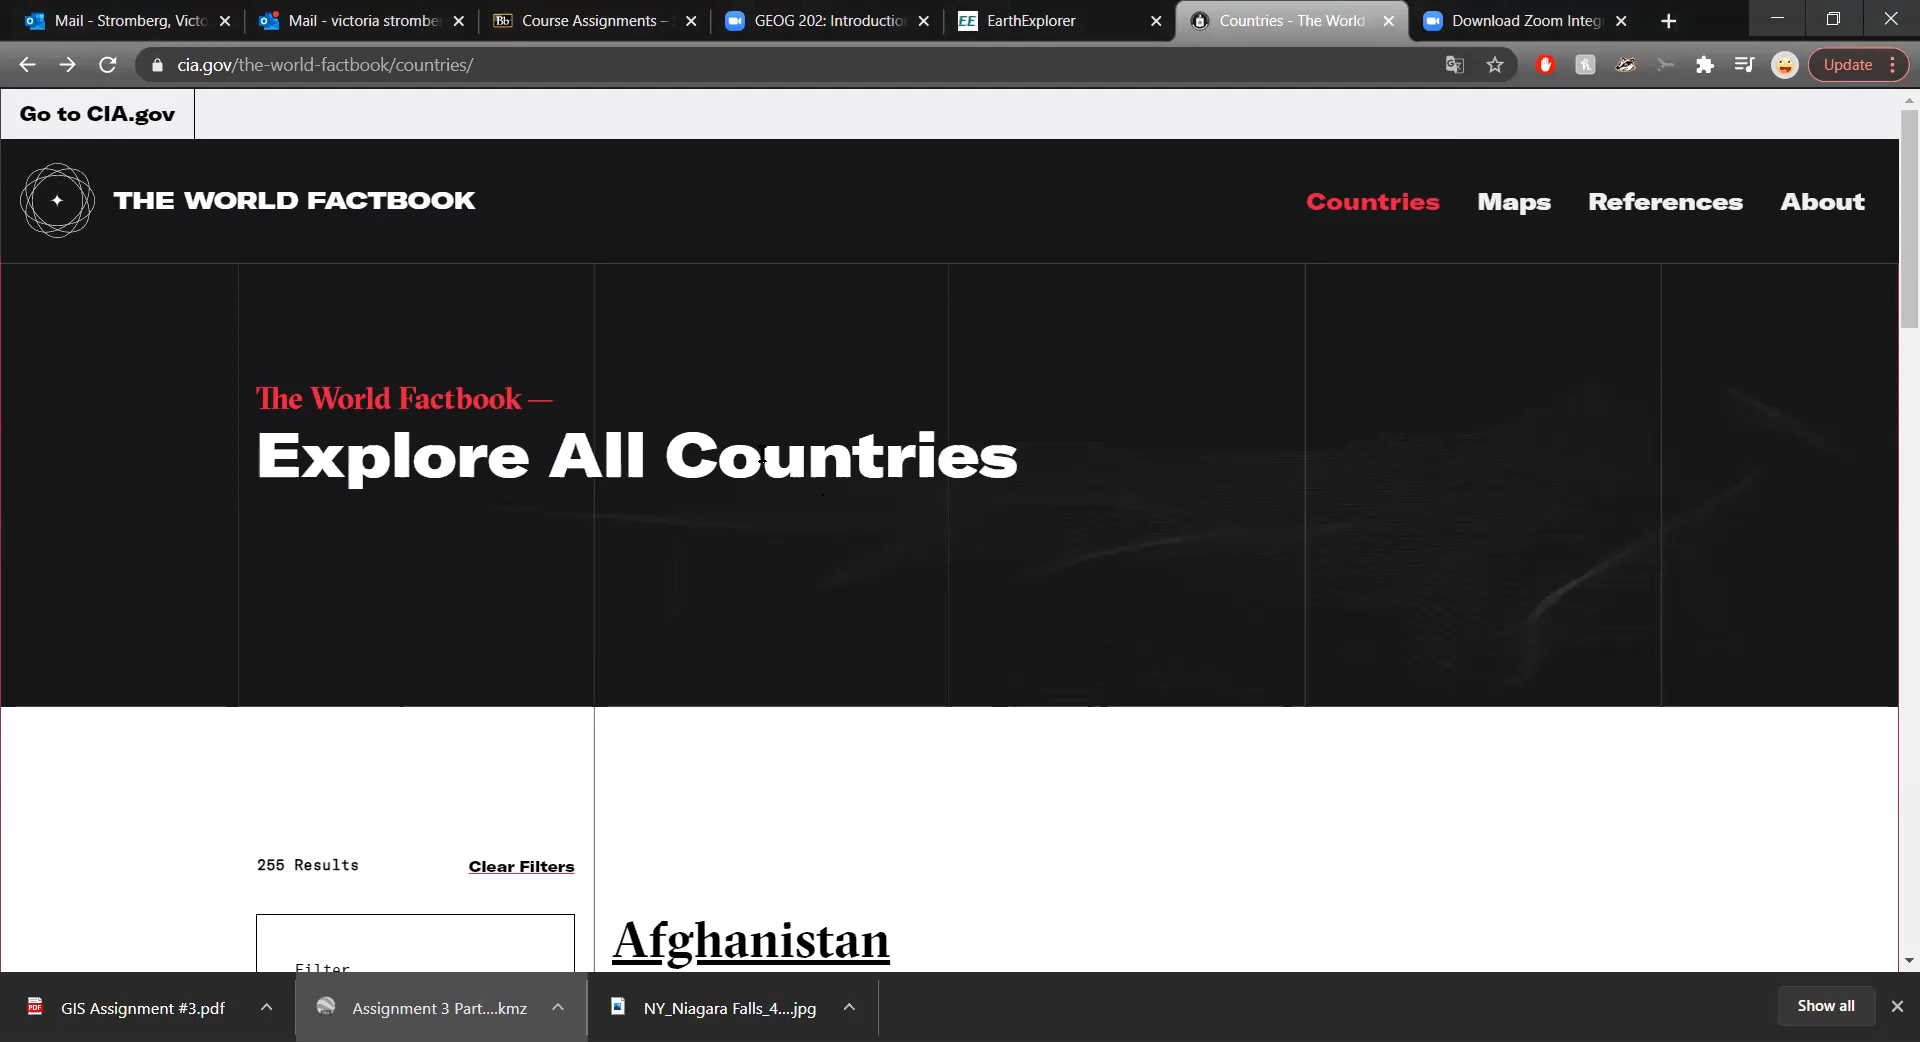 Mail - Stromberg, Victo
Mail - victoria strombe
Bb Course Assignments –
GEOG 202: Introductio
EE EarthExplorer
Countries - The World
Download Zoom Integ
cia.gov/the-world-factbook/countries/
Update
Go to CIA.gov
THE WORLD FACTBOOK
Countries Maps References About
The World Factbook —
Explore All Countries
255 Results
Clear Filters
Filter
Afghanistan
GIS Assignment #3.pdf
Assignment 3 Part....kmz
NY_Niagara Falls_4....jpg
Show all